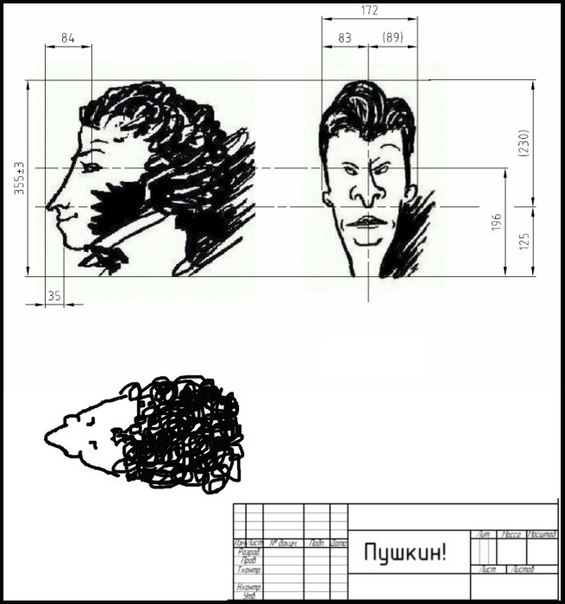 172
84
83
(89)
355±3
(230)
196
125
35
Лит
Масса
Масштаб
Изм
Лист
№ докум.
Подп.
Дата
Разраб
Пров
Т.контр
Пушкин!
Лист
Листов
Н.контр
Утв